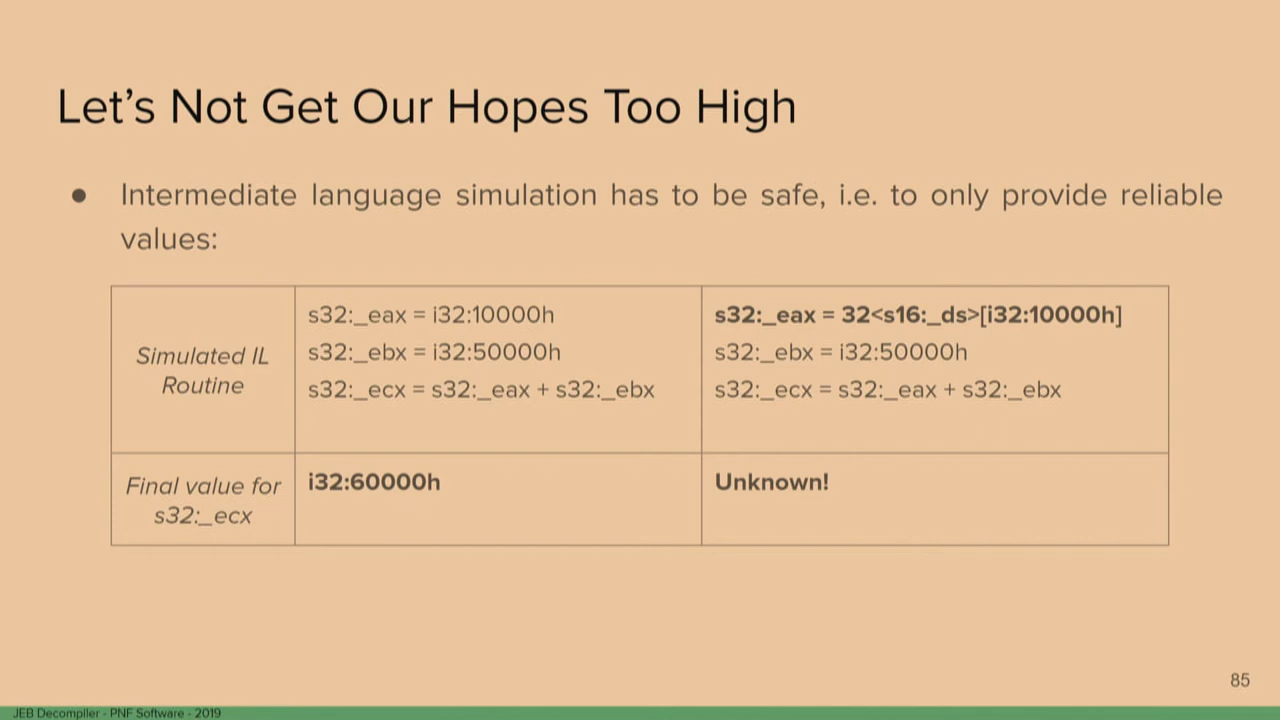 Let's Not Get Our Hopes Too High
● Intermediate language simulation has to be safe, i.e. to only provide reliable
values:
Simulated IL
Routine
s32:_eax = i32:10000h
s32:_ebx = i32:50000h
s32:_ecx = s32:_eax + s32:_ebx
s32:_eax = 32<s16:_ds>[i32:10000h]
s32:_ebx = i32:50000h
s32:_ecx = s32:_eax + s32:_ebx
Final value for
s32:_ecx
i32:60000h
Unknown!
85
JEB Decompiler - PNF Software - 2019